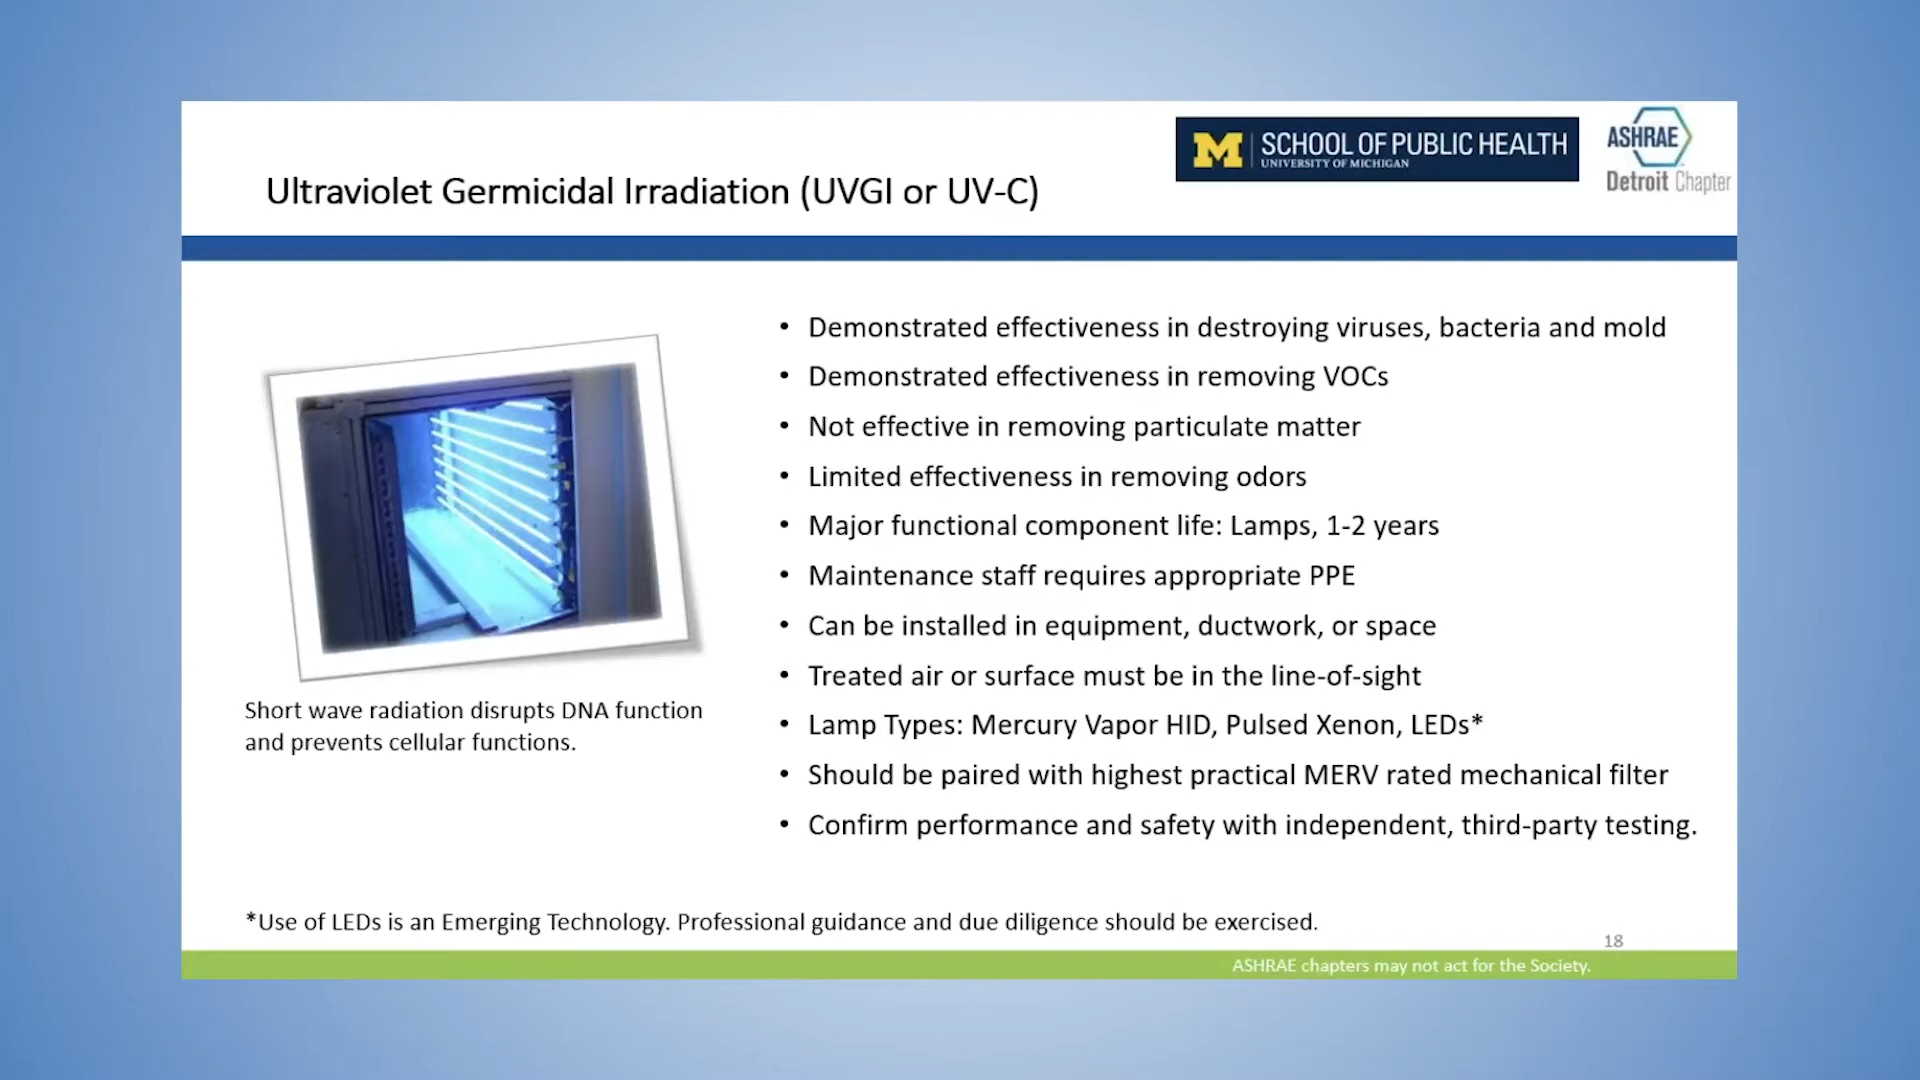 M SCHOOL OF PUBLIC HEALTH
UNIVERSITY OF MICHIGAN
ASHRAE
Detroit Chapter
Ultraviolet Germicidal Irradiation (UVGI or UV-C)
• Demonstrated effectiveness in destroying viruses, bacteria and mold
• Demonstrated effectiveness in removing VOCs
• Not effective in removing particulate matter
• Limited effectiveness in removing odors
• Major functional component life: Lamps, 1-2 years
• Maintenance staff requires appropriate PPE
• Can be installed in equipment, ductwork, or space
• Treated air or surface must be in the line-of-sight
• Lamp Types: Mercury Vapor HID, Pulsed Xenon, LEDs*
• Should be paired with highest practical MERV rated mechanical filter
• Confirm performance and safety with independent, third-party testing.
Short wave radiation disrupts DNA function
and prevents cellular functions.
*Use of LEDs is an Emerging Technology. Professional guidance and due diligence should be exercised.
18
ASHRAE chapters may not act for the Society.